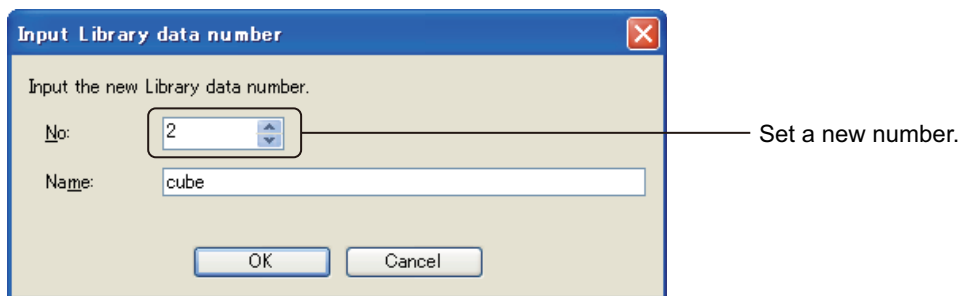 Input Library data number
Input the new Library data number.
No: 2
Set a new number.
Name: cube
OK Cancel